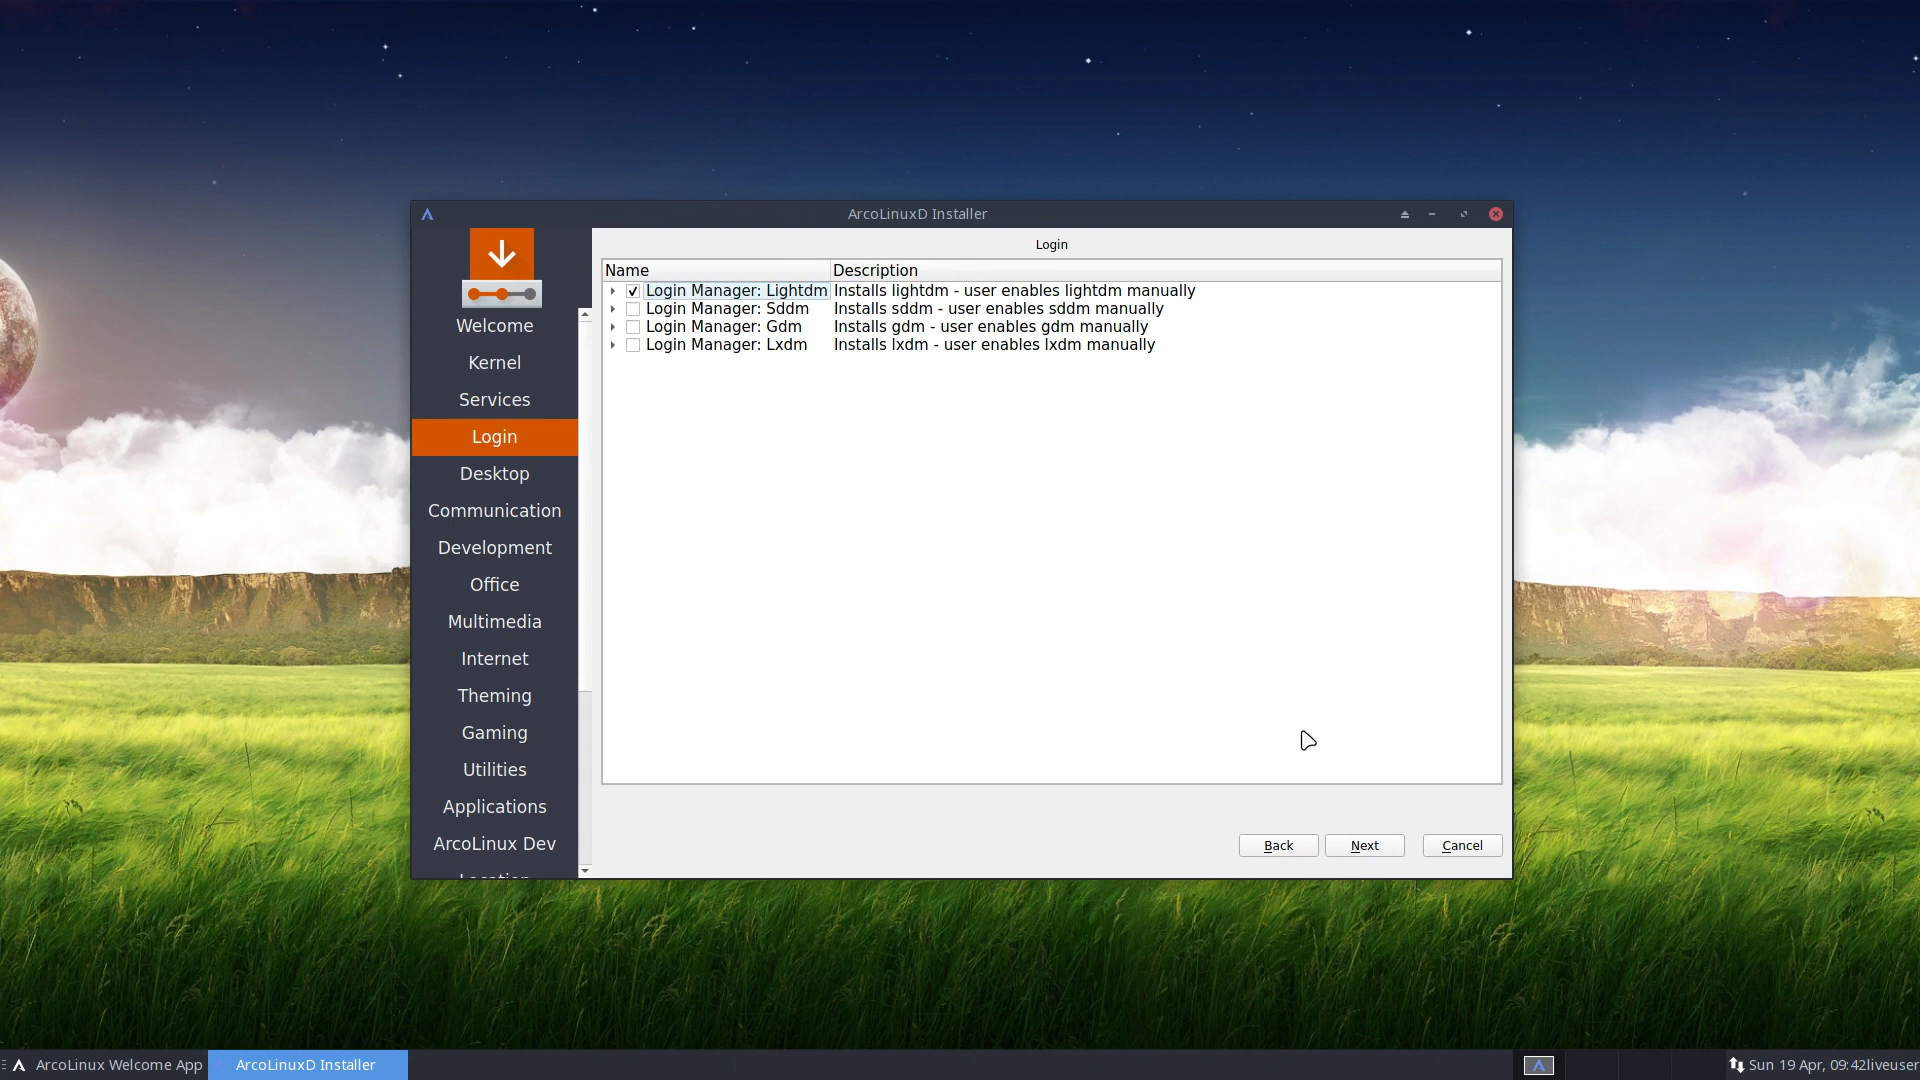 ArcoLinuxD Installer
Login
Name Description
Login Manager: Lightdm Installs lightdm - user enables lightdm manually
Login Manager: Sddm Installs sddm - user enables sddm manually
Login Manager: Gdm Installs gdm - user enables gdm manually
Login Manager: Lxdm Installs lxdm - user enables lxdm manually
Welcome
Kernel
Services
Login
Desktop
Communication
Development
Office
Multimedia
Internet
Theming
Gaming
Utilities
Applications
ArcoLinux Dev
Location
Back Next Cancel
ArcoLinux Welcome App ArcoLinuxD Installer Sun 19 Apr, 09:42liveuser